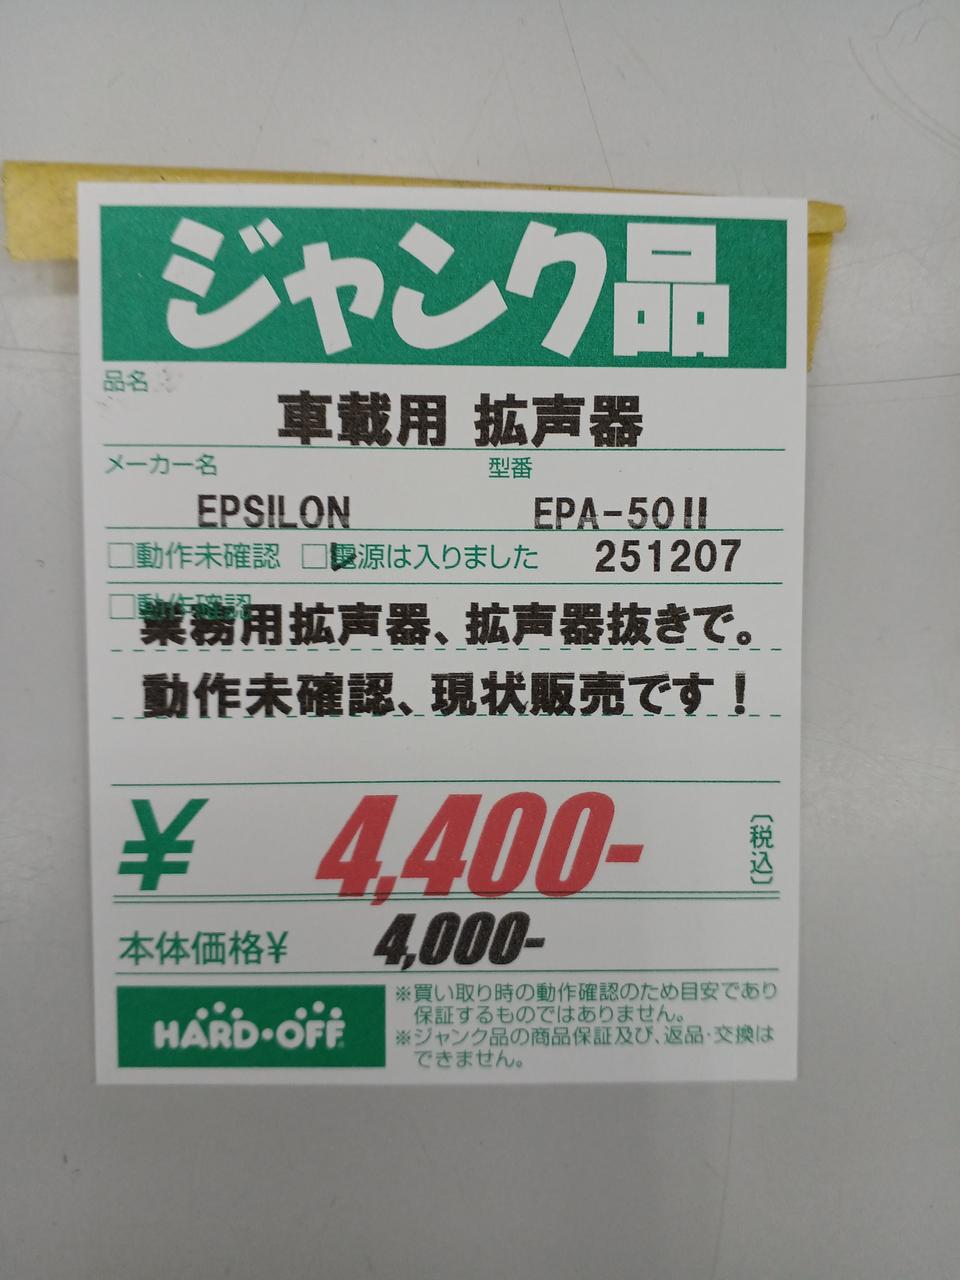 ジャンク品
品名
車載用 拡声器
メーカー名 型番
EPSILON EPA-50II
□動作未確認 □電源は入りました 251207
□動作確認
業務用拡声器、拡声器抜きで。
動作未確認、現状販売です！
¥ 4,400- 〔税込〕
本体価格¥ 4,000-
HARD・OFF
※買い取り時の動作確認のため目安であり
保証するものではありません。
※ジャンク品の商品保証及び、返品・交換は
できません。